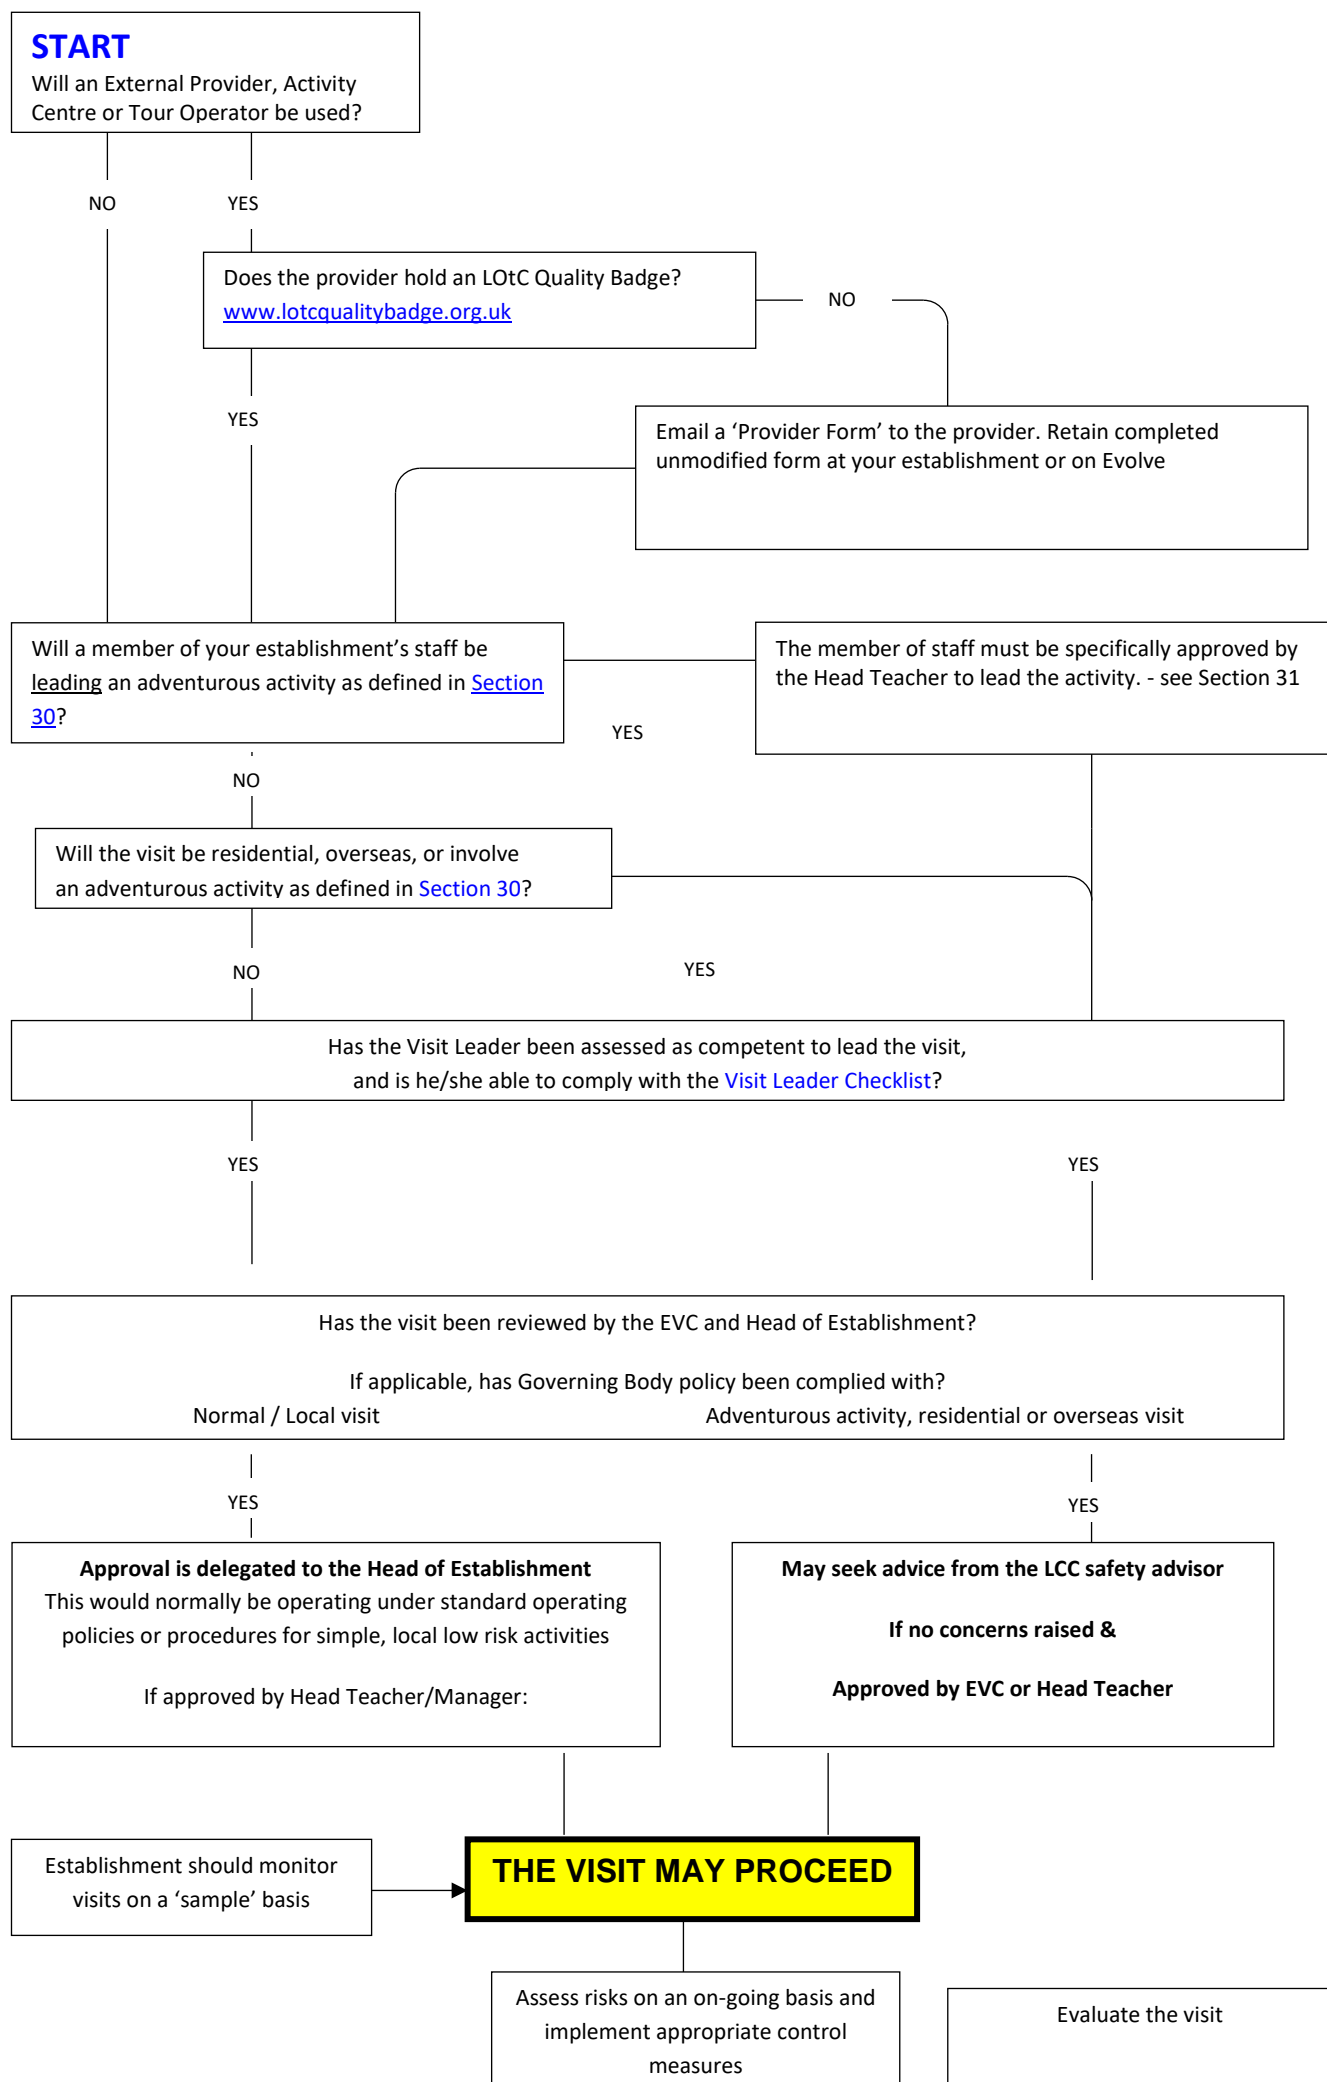 START
Will an External Provider, Activity
Centre or Tour Operator be used?
NO
YES
Does the provider hold an LOtC Quality Badge?
www.lotcqualitybadge.org.uk
NO
YES
Email a ‘Provider Form’ to the provider. Retain completed
unmodified form at your establishment or on Evolve
Will a member of your establishment’s staff be
leading an adventurous activity as defined in Section
30?
The member of staff must be specifically approved by
the Head Teacher to lead the activity. - see Section 31
YES
NO
Will the visit be residential, overseas, or involve
an adventurous activity as defined in Section 30?
NO
YES
Has the Visit Leader been assessed as competent to lead the visit,
and is he/she able to comply with the Visit Leader Checklist?
YES
YES
Has the visit been reviewed by the EVC and Head of Establishment?
If applicable, has Governing Body policy been complied with?
Normal / Local visit
Adventurous activity, residential or overseas visit
YES
YES
Approval is delegated to the Head of Establishment
This would normally be operating under standard operating
policies or procedures for simple, local low risk activities
If approved by Head Teacher/Manager:
May seek advice from the LCC safety advisor
If no concerns raised &
Approved by EVC or Head Teacher
Establishment should monitor
visits on a ‘sample’ basis
THE VISIT MAY PROCEED
Assess risks on an on-going basis and
implement appropriate control
measures
Evaluate the visit